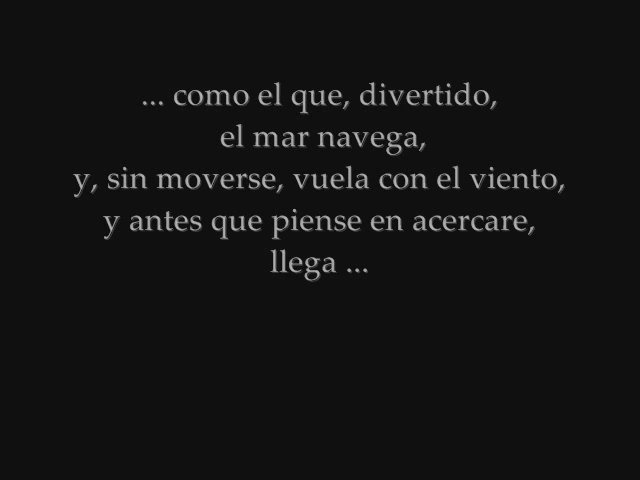 ... como el que, divertido,
el mar navega,
y, sin moverse, vuela con el viento,
y antes que piense en acercare,
llega ...